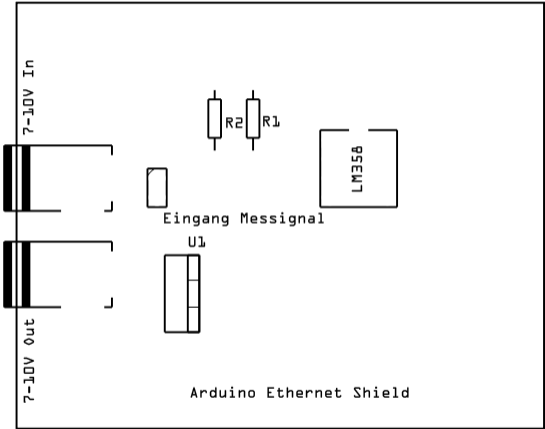 7-10V In
R2
R1
LM358
Eingang Messignal
U1
7-10V Out
Arduino Ethernet Shield